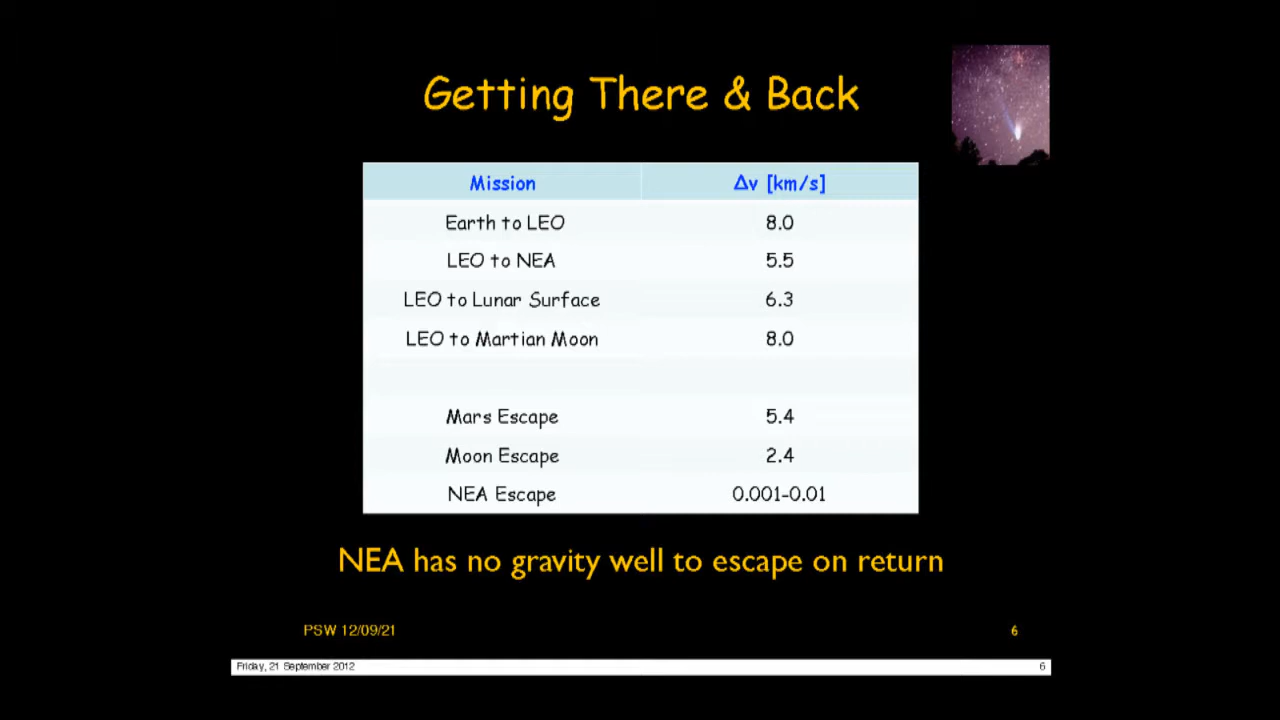 Getting There & Back
Mission Δv [km/s]
Earth to LEO 8.0
LEO to NEA 5.5
LEO to Lunar Surface 6.3
LEO to Martian Moon 8.0
Mars Escape 5.4
Moon Escape 2.4
NEA Escape 0.001-0.01
NEA has no gravity well to escape on return
PSW 12/09/21 6
Friday, 21 September 2012 6